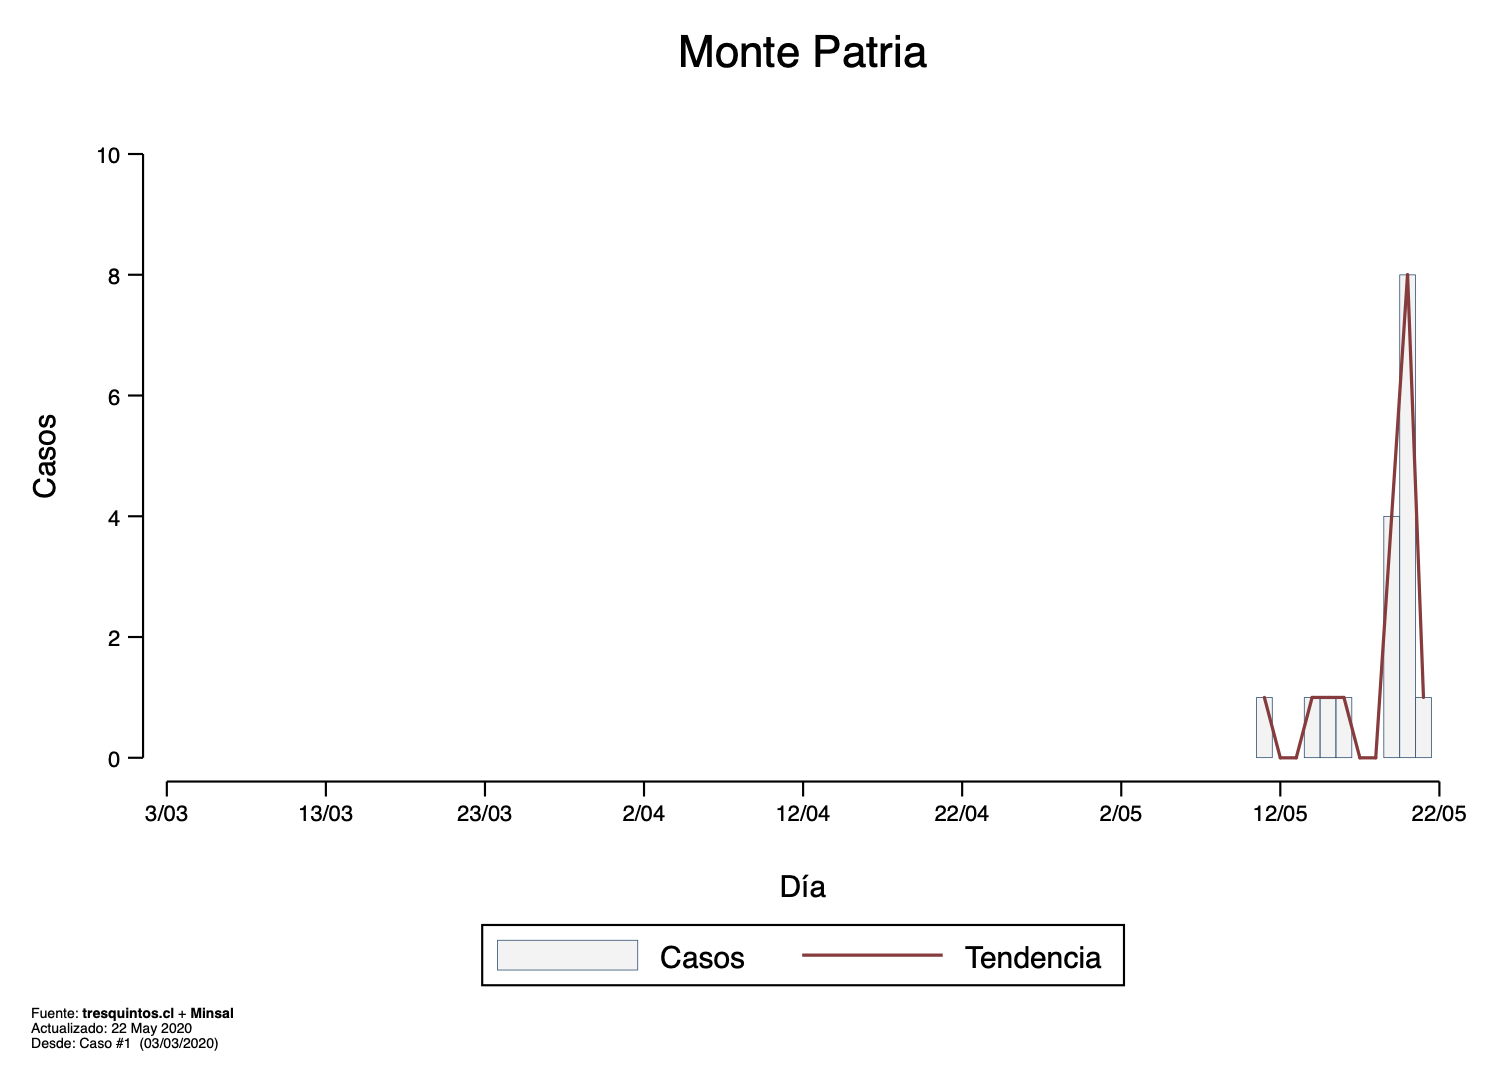 Monte Patria
10
8
6
4
2
0
Casos
3/03 13/03 23/03 2/04 12/04 22/04 2/05 12/05 22/05
Día
Casos Tendencia
Fuente: tresquintos.cl + Minsal
Actualizado: 22 May 2020
Desde: Caso #1 (03/03/2020)